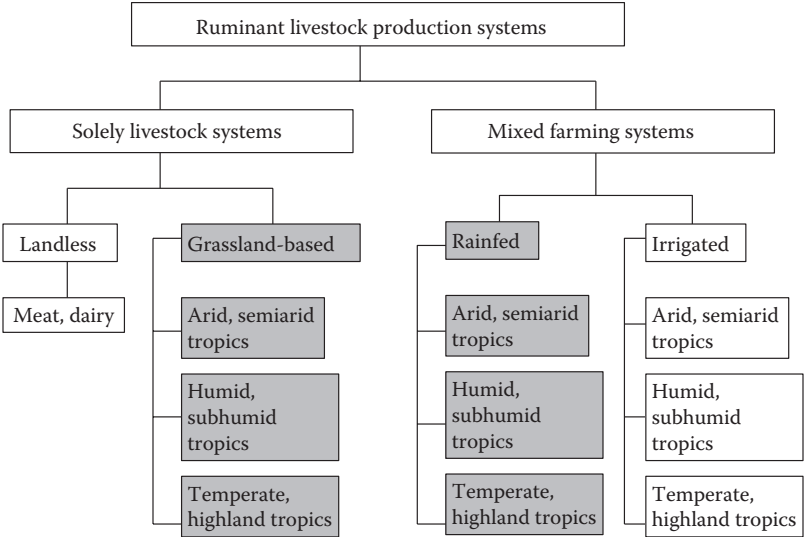 Ruminant livestock production systems
Solely livestock systems
Mixed farming systems
Landless
Grassland-based
Rainfed
Irrigated
Meat, dairy
Arid, semiarid
tropics
Humid,
subhumid
tropics
Temperate,
highland tropics
Arid, semiarid
tropics
Humid,
subhumid
tropics
Temperate,
highland tropics
Arid, semiarid
tropics
Humid,
subhumid
tropics
Temperate,
highland tropics